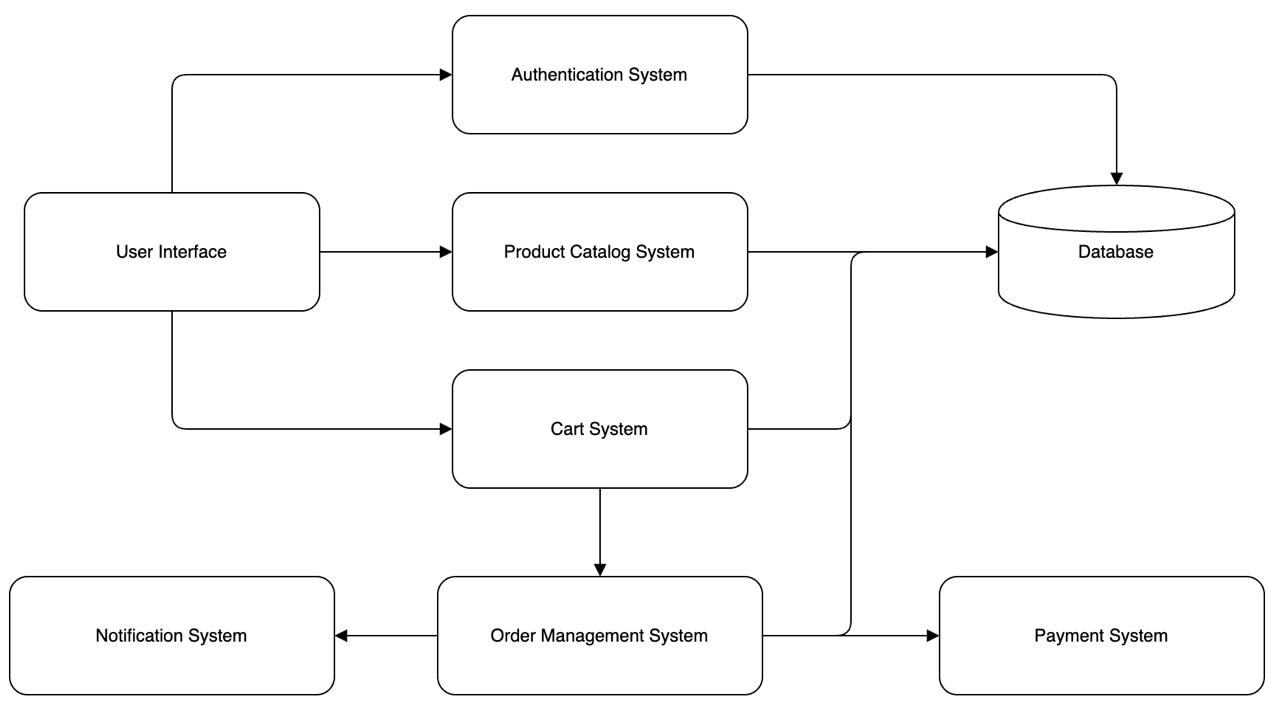 Authentication System
User Interface
Product Catalog System
Database
Cart System
Notification System
Order Management System
Payment System